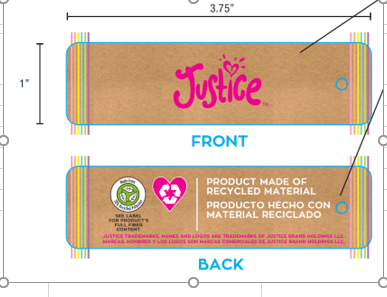 3.75"
1"
Justice
FRONT
PRODUCT MADE OF
RECYCLED MATERIAL
PRODUCTO HECHO CON
MATERIAL RECICLADO
SEE LABEL
FOR PRODUCT'S
FULL FIBER
CONTENT
JUSTICE TRADEMARKS, NAMES AND LOGOS ARE TRADEMARKS OF JUSTICE BRAND HOLDINGS LLC.
MARCAS, NOMBRES Y LOS LOGOS SON MARCAS COMERCIALES DE JUSTICE BRAND HOLDINGS LLC.
BACK